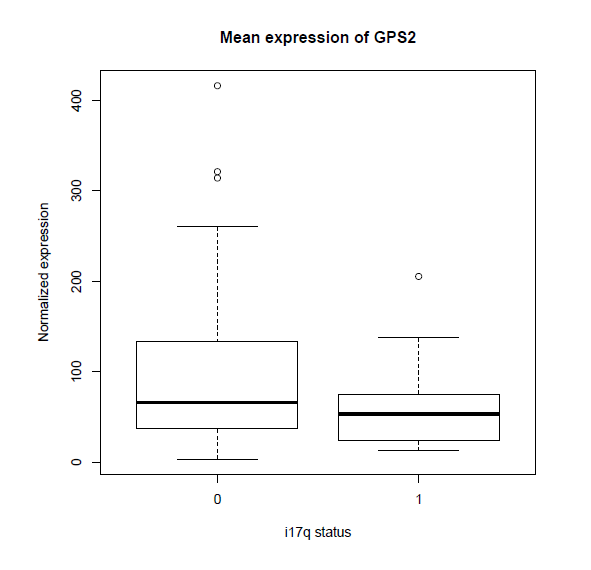 Mean expression of GPS2
Normalized expression
400
300
200
100
0
0 1
i17q status